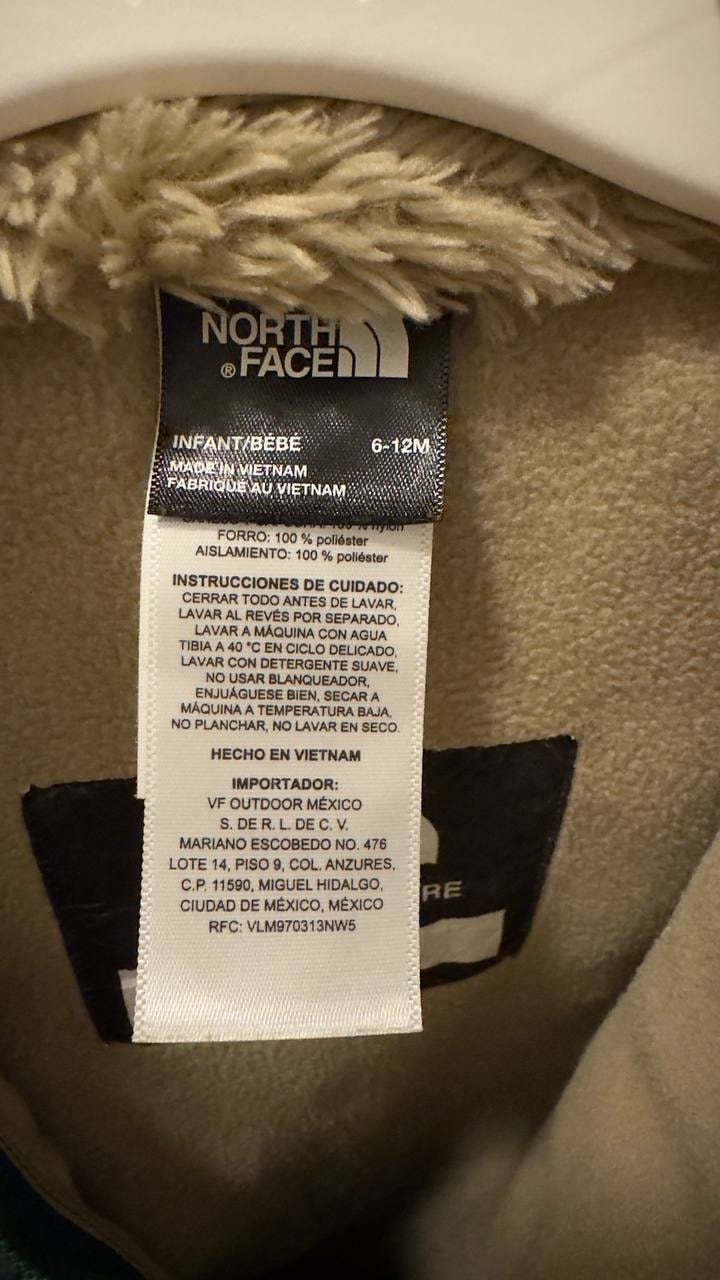 NORTH
® FACE
INFANT/BÉBÉ 6-12M
MADE IN VIETNAM
FABRIQUÉ AU VIETNAM
100 % nylon
FORRO: 100 % poliéster
AISLAMIENTO: 100 % poliéster
INSTRUCCIONES DE CUIDADO:
CERRAR TODO ANTES DE LAVAR,
LAVAR AL REVÉS POR SEPARADO,
LAVAR A MÁQUINA CON AGUA
TIBIA A 40 °C EN CICLO DELICADO,
LAVAR CON DETERGENTE SUAVE,
NO USAR BLANQUEADOR,
ENJUÁGUESE BIEN, SECAR A
MÁQUINA A TEMPERATURA BAJA,
NO PLANCHAR, NO LAVAR EN SECO.
HECHO EN VIETNAM
IMPORTADOR:
VF OUTDOOR MÉXICO
S. DE R. L. DE C. V.
MARIANO ESCOBEDO NO. 476
LOTE 14, PISO 9, COL. ANZURES,
C.P. 11590, MIGUEL HIDALGO,
CIUDAD DE MÉXICO, MÉXICO
RFC: VLM970313NW5
RE